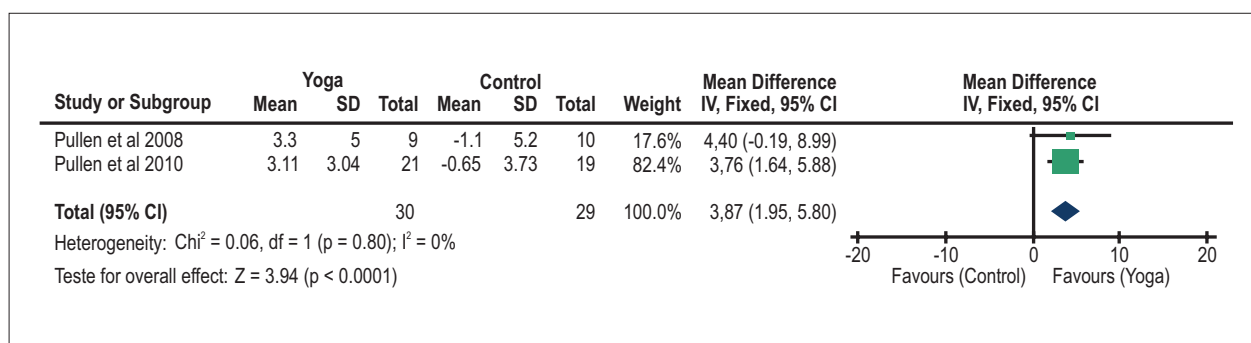 Yoga Control Mean Difference Mean Difference
Study or Subgroup Mean SD Total Mean SD Total Weight IV, Fixed, 95% CI IV, Fixed, 95% CI
Pullen et al 2008 3.3 5 9 -1.1 5.2 10 17.6% 4,40 (-0.19, 8.99)
Pullen et al 2010 3.11 3.04 21 -0.65 3.73 19 82.4% 3,76 (1.64, 5.88)
Total (95% CI) 30 29 100.0% 3,87 (1.95, 5.80)
Heterogeneity: Chi² = 0.06, df = 1 (p = 0.80); I² = 0%
Teste for overall effect: Z = 3.94 (p < 0.0001)
-20 -10 0 10 20
Favours (Control) Favours (Yoga)